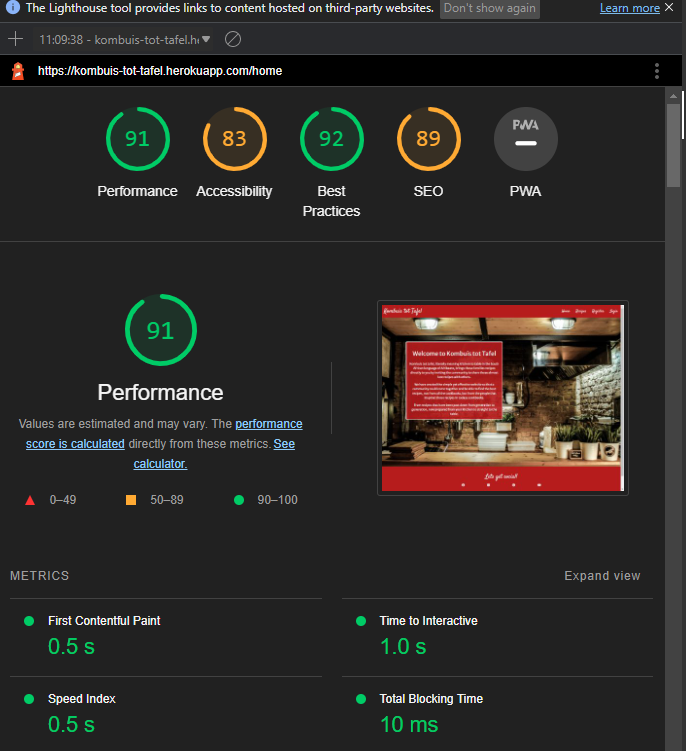 The Lighthouse tool provides links to content hosted on third-party websites. Don't show again Learn more
11:09:38 - kombuis-tot-tafel.h
https://kombuis-tot-tafel.herokuapp.com/home
91 83 92 89 PWA
Performance Accessibility Best Practices SEO PWA
91
Performance
Values are estimated and may vary. The performance
score is calculated directly from these metrics. See
calculator.
0–49 50–89 90–100
Kombuis tot Tafel Home Recipes Register Login
Welcome to Kombuis tot Tafel
Lets get social!
METRICS Expand view
First Contentful Paint Time to Interactive
0.5 s 1.0 s
Speed Index Total Blocking Time
0.5 s 10 ms